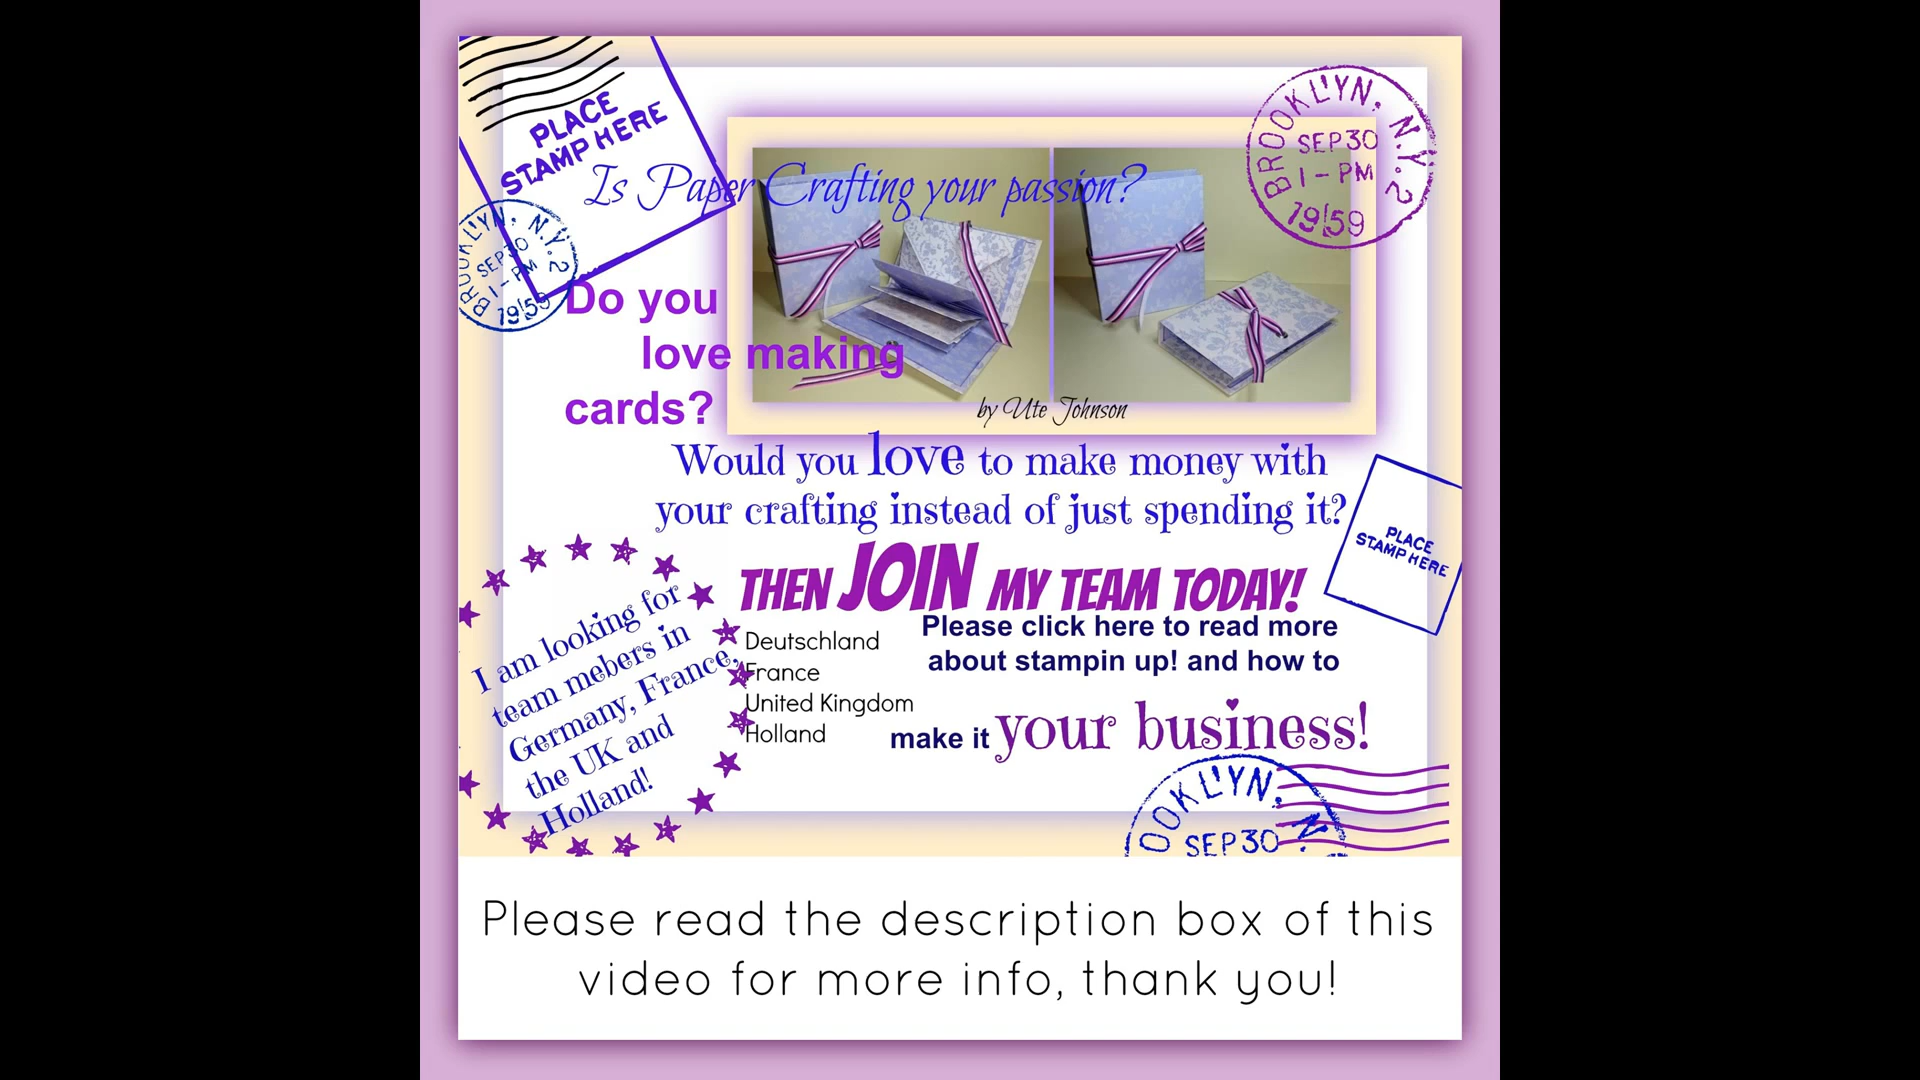 PLACE
STAMP HERE
BROOKLYN, N.Y. 2
SEP 30
1 - PM
1959
Is Paper Crafting your passion?
BROOKLYN, N.Y. 2
SEP 30
1 - PM
1959
Do you
love making
cards?
by Ute Johnson
Would you love to make money with
your crafting instead of just spending it?
PLACE
STAMP HERE
THEN JOIN MY TEAM TODAY!
I am looking for
team mebers in
Germany, France,
the UK and
Holland!
Deutschland
France
United Kingdom
Holland
Please click here to read more
about stampin up! and how to
make it your business!
OOKLYN, N
SEP 30
Please read the description box of this
video for more info, thank you!